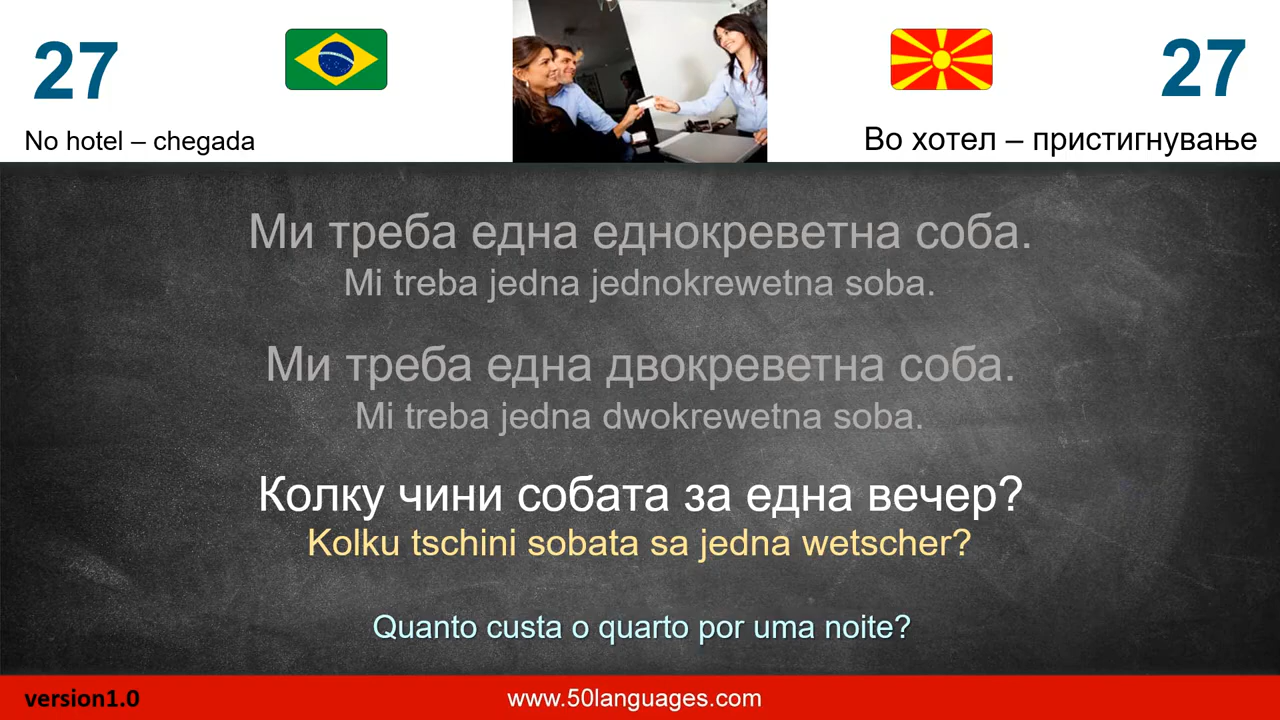 27
27
No hotel – chegada
Во хотел – пристигнување
Ми треба една еднокреветна соба.
Mi treba jedna jednokrewetna soba.
Ми треба една двокреветна соба.
Mi treba jedna dwokrewetna soba.
Колку чини собата за една вечер?
Kolku tschini sobata sa jedna wetscher?
Quanto custa o quarto por uma noite?
version1.0
www.50languages.com